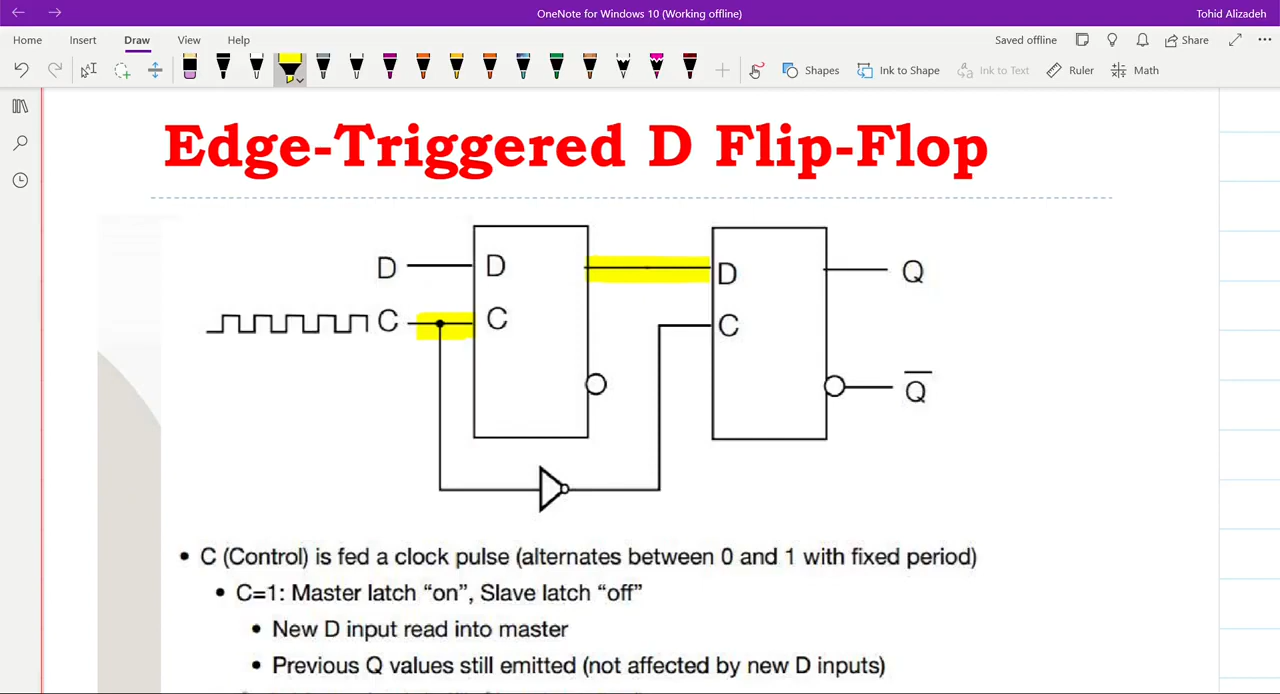 OneNote for Windows 10 (Working offline)
Tohid Alizadeh
Home Insert Draw View Help
Saved offline
Share
Shapes
Ink to Shape
Ink to Text
Ruler
Math
Edge-Triggered D Flip-Flop
D D D Q
C C C
Q
• C (Control) is fed a clock pulse (alternates between 0 and 1 with fixed period)
• C=1: Master latch “on”, Slave latch “off”
• New D input read into master
• Previous Q values still emitted (not affected by new D inputs)